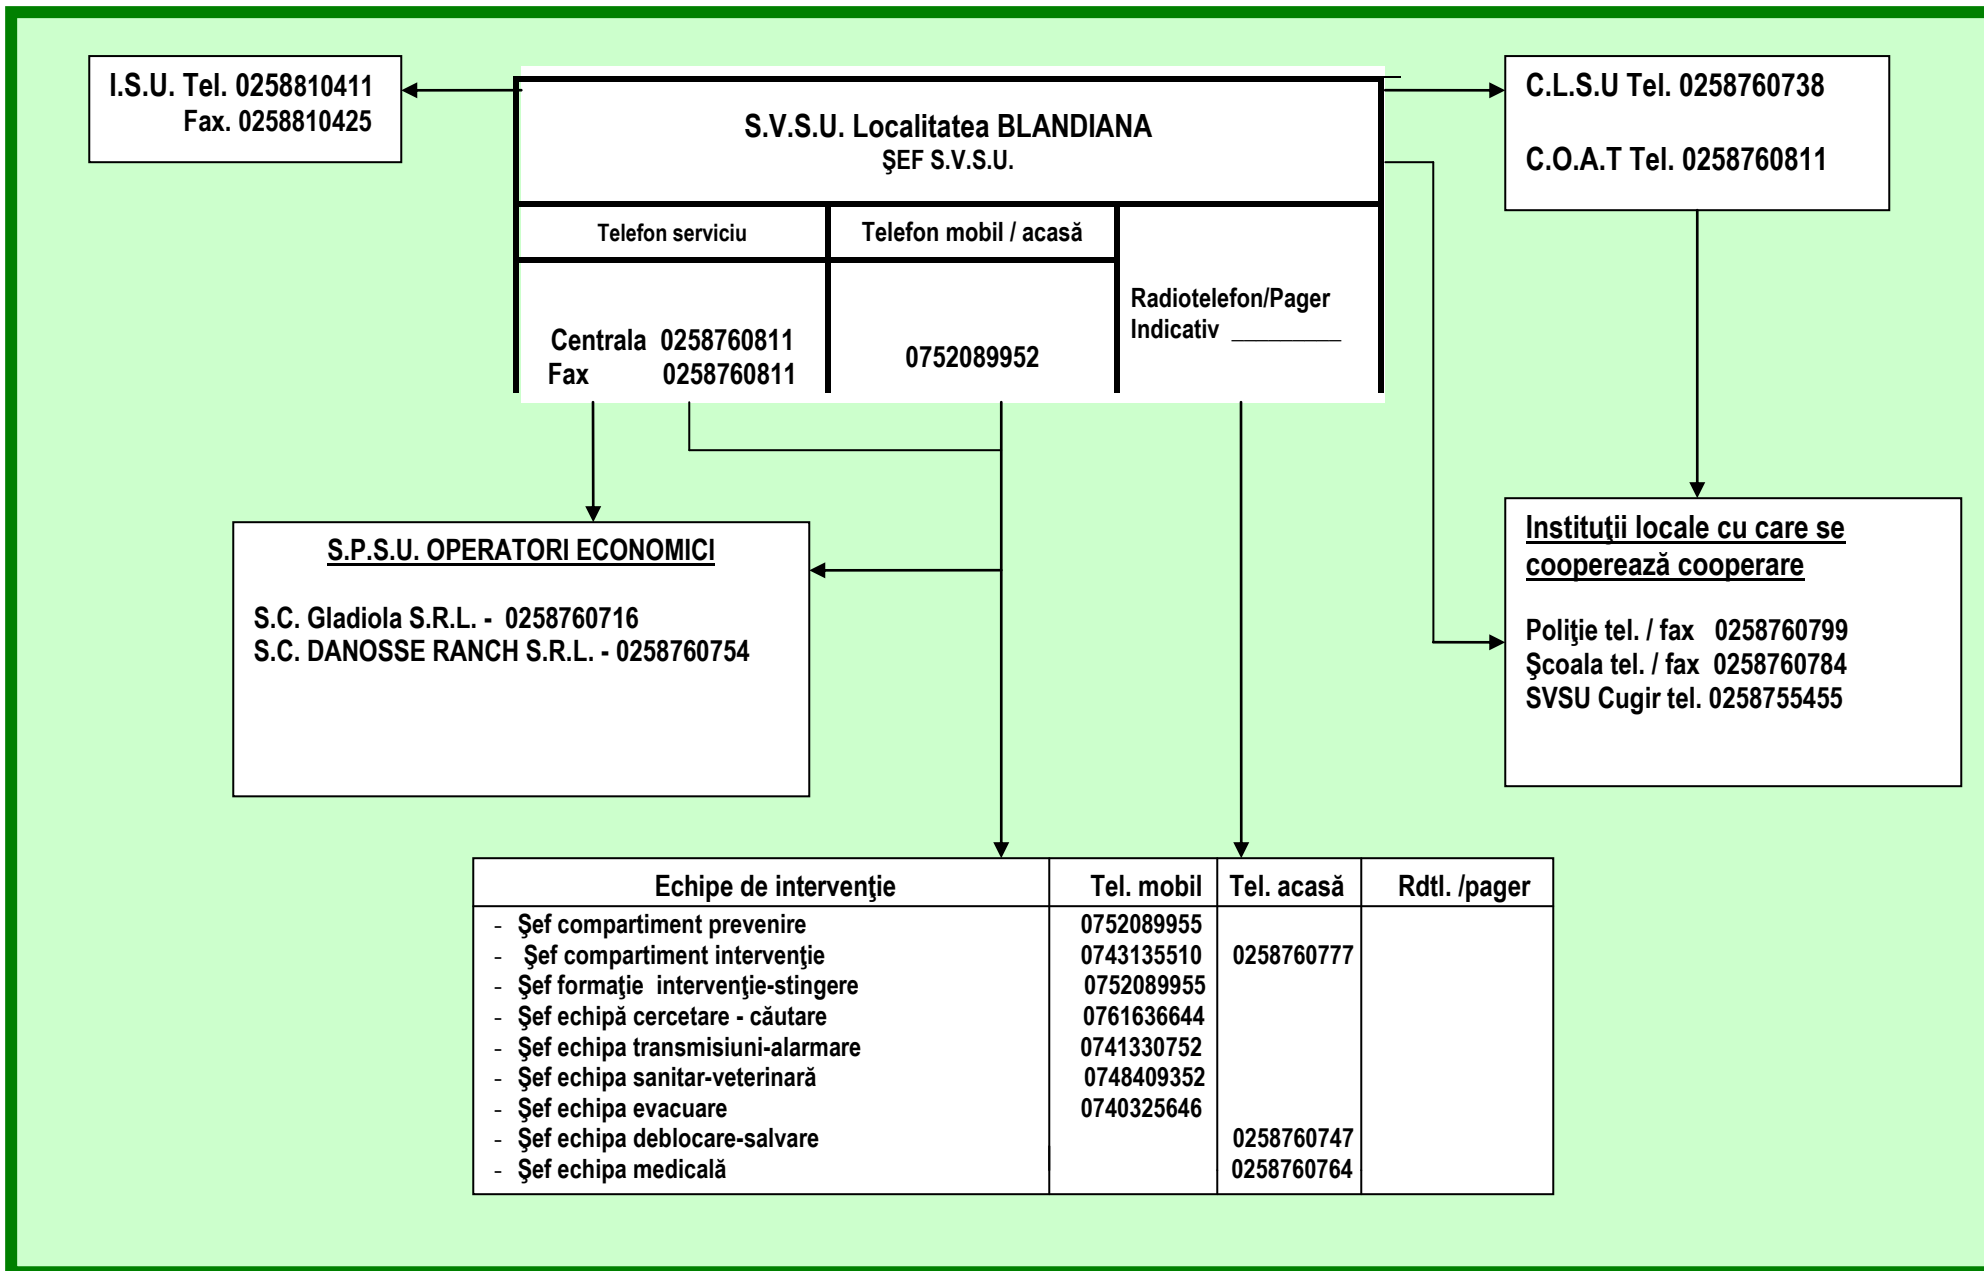 I.S.U. Tel. 0258810411
Fax. 0258810425
S.V.S.U. Localitatea BLANDIANA
ŞEF S.V.S.U.
Telefon serviciu
Telefon mobil / acasă
Radiotelefon/Pager
Indicativ ________
Centrala 0258760811
Fax 0258760811
0752089952
C.L.S.U Tel. 0258760738
C.O.A.T Tel. 0258760811
S.P.S.U. OPERATORI ECONOMICI
S.C. Gladiola S.R.L. - 0258760716
S.C. DANOSSE RANCH S.R.L. - 0258760754
Instituţii locale cu care se
cooperează cooperare
Poliţie tel. / fax 0258760799
Şcoala tel. / fax 0258760784
SVSU Cugir tel. 0258755455
Echipe de intervenţie Tel. mobil Tel. acasă Rdtl. /pager
- Şef compartiment prevenire 0752089955
- Şef compartiment intervenţie 0743135510 0258760777
- Şef formaţie intervenţie-stingere 0752089955
- Şef echipă cercetare - căutare 0761636644
- Şef echipa transmisiuni-alarmare 0741330752
- Şef echipa sanitar-veterinară 0748409352
- Şef echipa evacuare 0740325646
- Şef echipa deblocare-salvare 0258760747
- Şef echipa medicală 0258760764